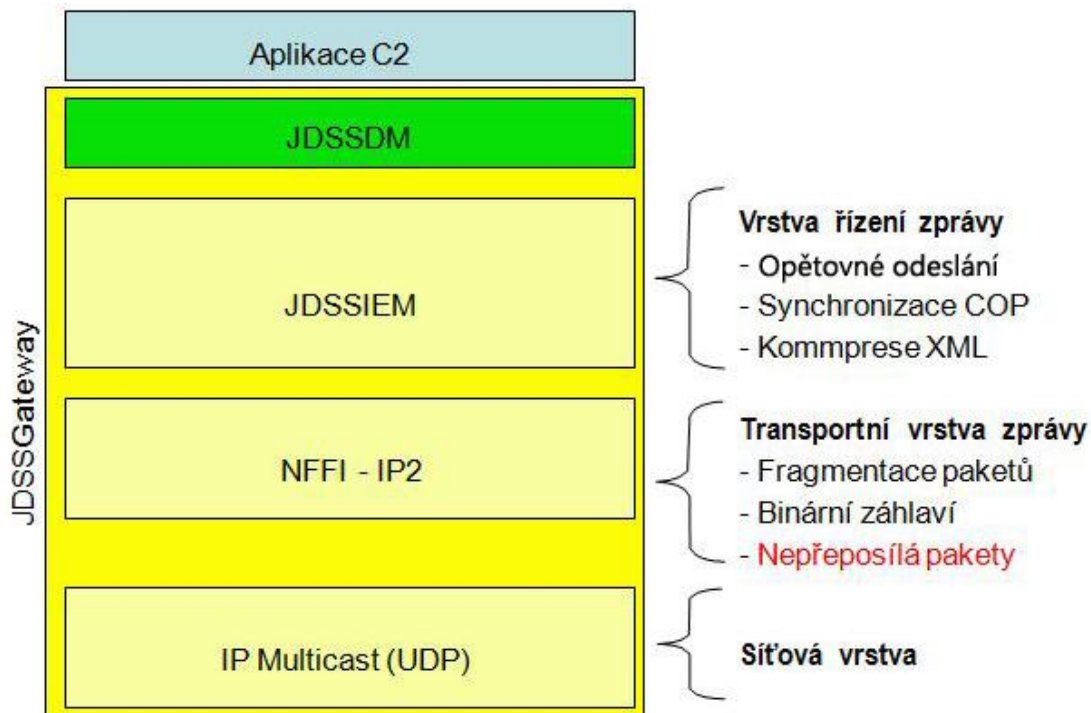 Aplikace C2
JDSSDM
JDSSIEM
NFFI - IP2
IP Multicast (UDP)
JDSSGateway
Vrstva řízení zprávy
- Opětovné odeslání
- Synchronizace COP
- Kommprese XML
Transportní vrstva zprávy
- Fragmentace paketů
- Binární záhlaví
- Nepřeposílá pakety
Síťová vrstva